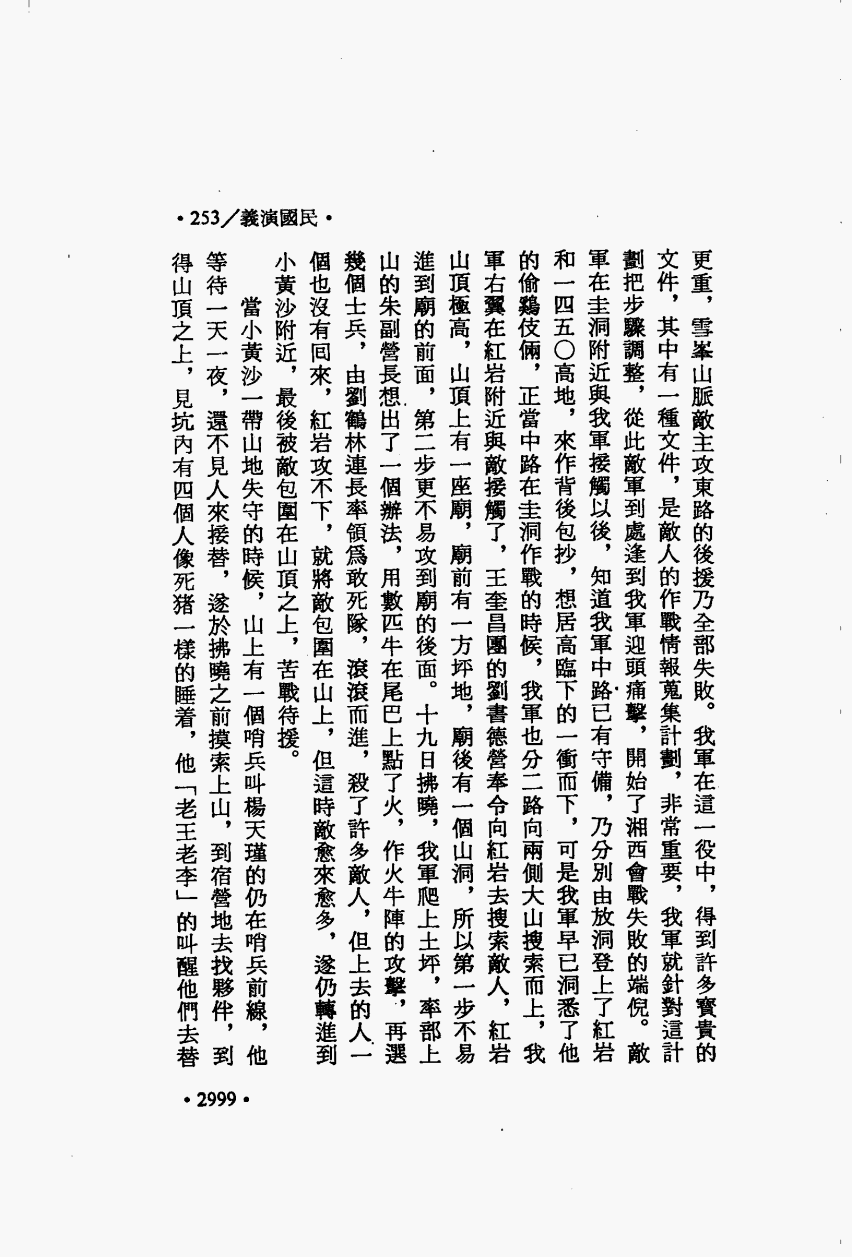 •253/義演國民•
更重，雪峯山脈敵主攻東路的後援乃全部失敗。我軍在這一役中，得到許多寶貴的
文件，其中有一種文件，是敵人的作戰情報蒐集計劃，非常重要，我軍就針對這計
劃把步驟調整，從此敵軍到處逢到我軍迎頭痛擊，開始了湘西會戰失敗的端倪。敵
軍在圭洞附近與我軍接觸以後，知道我軍中路已有守備，乃分別由放洞登上了紅岩
和一四五〇高地，來作背後包抄，想居高臨下的一衝而下，可是我軍早已洞悉了他
的偷鷄伎倆，正當中路在圭洞作戰的時候，我軍也分二路向兩側大山搜索而上，我
軍右翼在紅岩附近與敵接觸了，王奎昌團的劉書德營奉令向紅岩去搜索敵人，紅岩
山頂極高，山頂上有一座廟，廟前有一方坪地，廟後有一個山洞，所以第一步不易
進到廟的前面，第二步更不易攻到廟的後面。十九日拂曉，我軍爬上土坪，率部上
山的朱副營長想出了一個辦法，用數匹牛在尾巴上點了火，作火牛陣的攻擊，再選
幾個士兵，由劉鶴林連長率領爲敢死隊，滾滾而進，殺了許多敵人，但上去的人一
個也沒有回來，紅岩攻不下，就將敵包圍在山上，但這時敵愈來愈多，遂仍轉進到
小黃沙附近，最後被敵包圍在山頂之上，苦戰待援。
當小黃沙一帶山地失守的時候，山上有一個哨兵叫楊天瑾的仍在哨兵前線，他
等待一天一夜，還不見人來接替，遂於拂曉之前摸索上山，到宿營地去找夥伴，到
得山頂之上，見坑內有四個人像死猪一樣的睡着，他「老王老李」的叫醒他們去替
•2999•